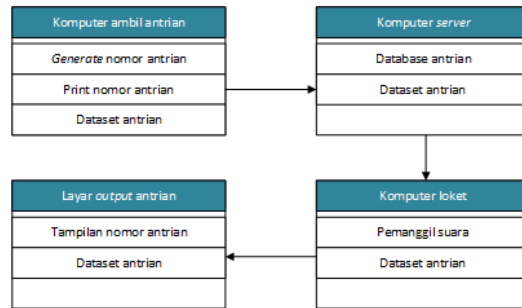 Komputer ambil antrian
Generate nomor antrian
Print nomor antrian
Dataset antrian
Komputer server
Database antrian
Dataset antrian
Layar output antrian
Tampilan nomor antrian
Dataset antrian
Komputer loket
Pemanggil suara
Dataset antrian